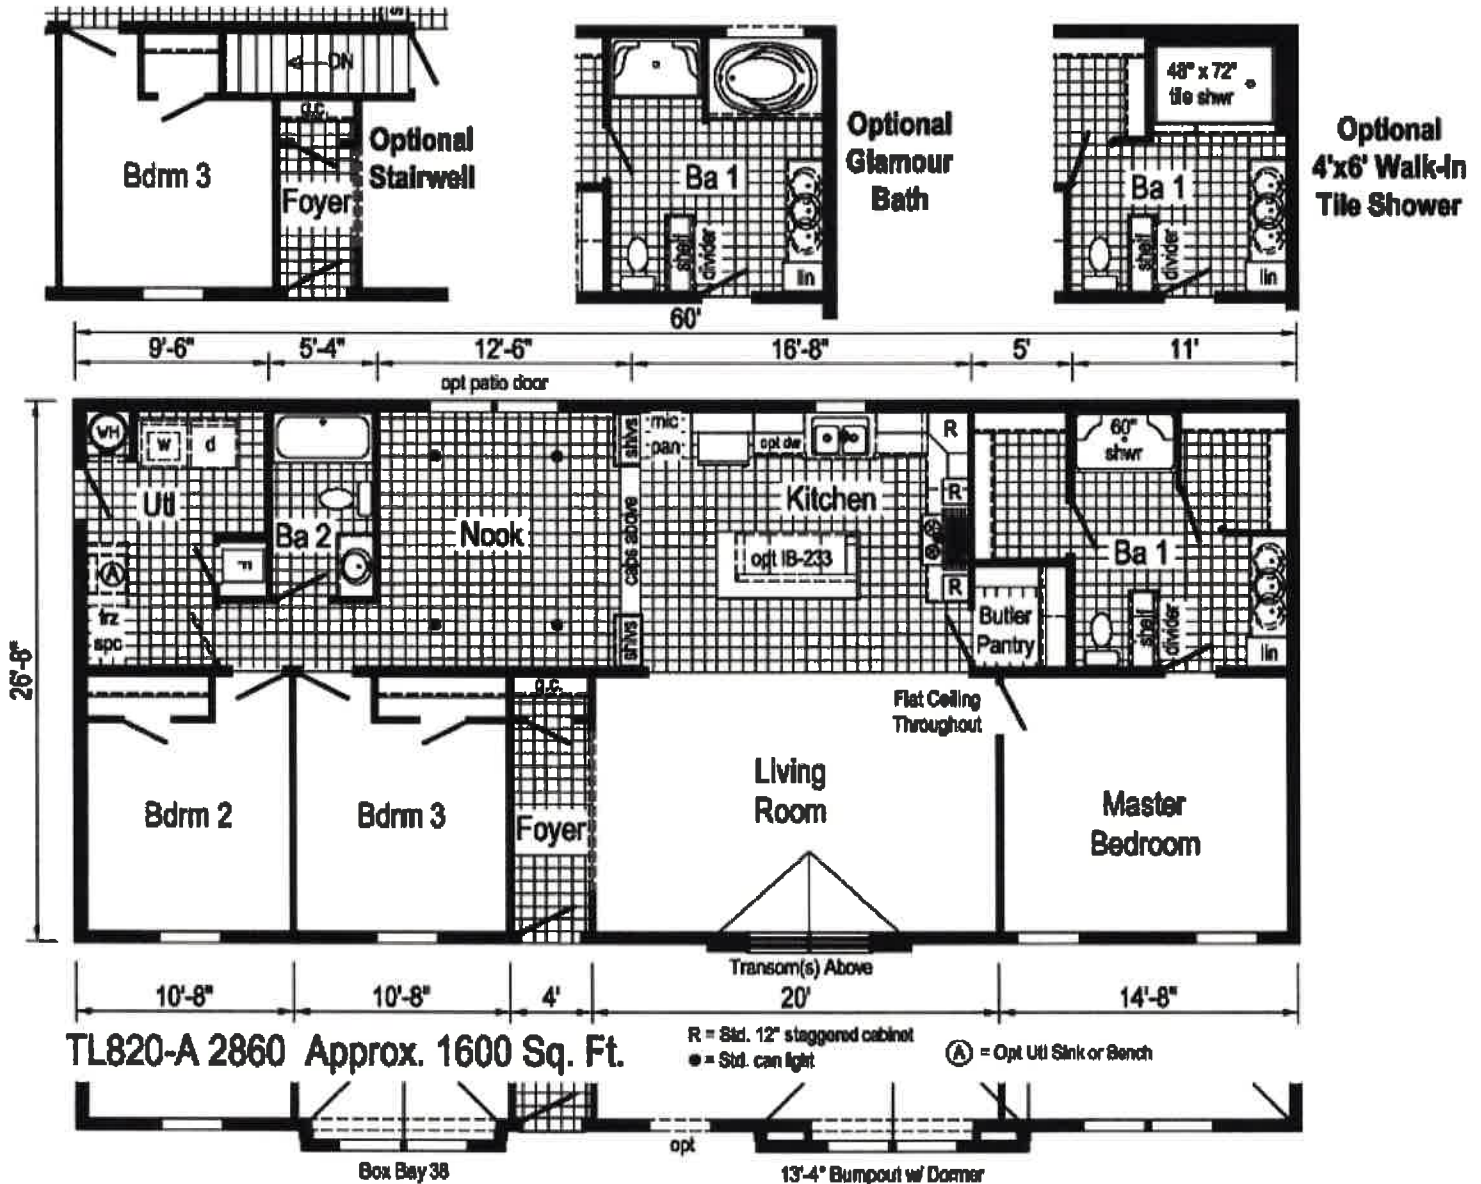 DN
g.c.
Bdrm 3
Foyer
Optional
Stairwell
Ba 1
shelf
divider
lin
Optional
Glamour
Bath
48" x 72"
tile shwr
Ba 1
shelf
divider
lin
Optional
4'x6' Walk-In
Tile Shower
60'
9'-6"
5'-4"
12'-6"
16'-8"
5'
11'
opt patio door
26'-8"
WH
w
d
Utl
A
frz
spc
Ba 2
Nook
shlvs
caps above
shlvs
mic
pan
opt dw
R
R
R
Kitchen
opt IB-233
Butler
Pantry
60"
shwr
Ba 1
shelf
divider
lin
g.c.
Flat Ceiling
Throughout
Bdrm 2
Bdrm 3
Foyer
Living
Room
Master
Bedroom
Transom(s) Above
10'-8"
10'-8"
4'
20'
14'-8"
TL820-A 2860 Approx. 1600 Sq. Ft.
R = Std. 12" staggered cabinet
● = Std. can light
A = Opt Utl Sink or Bench
opt
Box Bay 38
13'-4" Bumpout w/ Dormer